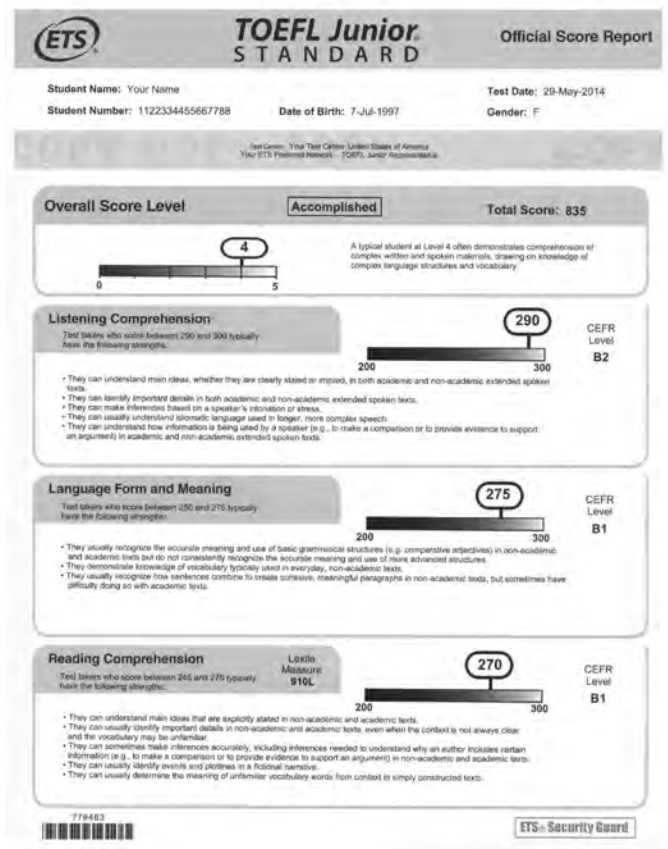 ETS
TOEFL Junior®
STANDARD
Official Score Report
Student Name: Your Name
Test Date: 29-May-2014
Student Number: 1122334455667788
Date of Birth: 7-Jul-1997
Gender: F
Test Center: Your Test Center, United States of America
Your ETS Preferred Network - TOEFL Junior Representative
Overall Score Level
Accomplished
Total Score: 835
4
0
5
A typical student at Level 4 often demonstrates comprehension of
complex written and spoken materials, drawing on knowledge of
complex language structures and vocabulary.
Listening Comprehension
Test takers who score between 290 and 300 typically
have the following strengths:
290
200
300
CEFR
Level
B2
• They can understand main ideas, whether they are clearly stated or implied, in both academic and non-academic extended spoken
texts.
• They can identify important details in both academic and non-academic extended spoken texts.
• They can make inferences based on a speaker's intonation or stress.
• They can usually understand idiomatic language used in longer, more complex speech.
• They can understand how information is being used by a speaker (e.g., to make a comparison or to provide evidence to support
an argument) in academic and non-academic extended spoken texts.
Language Form and Meaning
Test takers who score between 250 and 275 typically
have the following strengths:
275
200
300
CEFR
Level
B1
• They usually recognize the accurate meaning and use of basic grammatical structures (e.g. comparative adjectives) in non-academic
and academic texts but do not consistently recognize the accurate meaning and use of more advanced structures.
• They demonstrate knowledge of vocabulary typically used in everyday, non-academic texts.
• They usually recognize how sentences combine to create cohesive, meaningful paragraphs in non-academic texts, but sometimes have
difficulty doing so with academic texts.
Reading Comprehension
Test takers who score between 245 and 275 typically
have the following strengths:
Lexile
Measure
910L
270
200
300
CEFR
Level
B1
• They can understand main ideas that are explicitly stated in non-academic and academic texts.
• They can usually identify important details in non-academic and academic texts, even when the context is not always clear
and the vocabulary may be unfamiliar.
• They can sometimes make inferences accurately, including inferences needed to understand why an author includes certain
information (e.g., to make a comparison or to provide evidence to support an argument) in non-academic and academic texts.
• They can usually identify events and plotlines in a fictional narrative.
• They can usually determine the meaning of unfamiliar vocabulary words from context in simply constructed texts.
778483
ETS® Security Guard